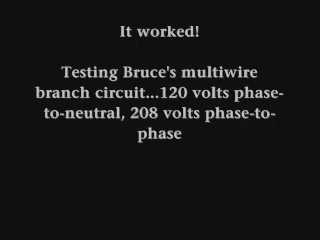 It worked!
Testing Bruce's multiwire
branch circuit...120 volts phase-
to-neutral, 208 volts phase-to-
phase